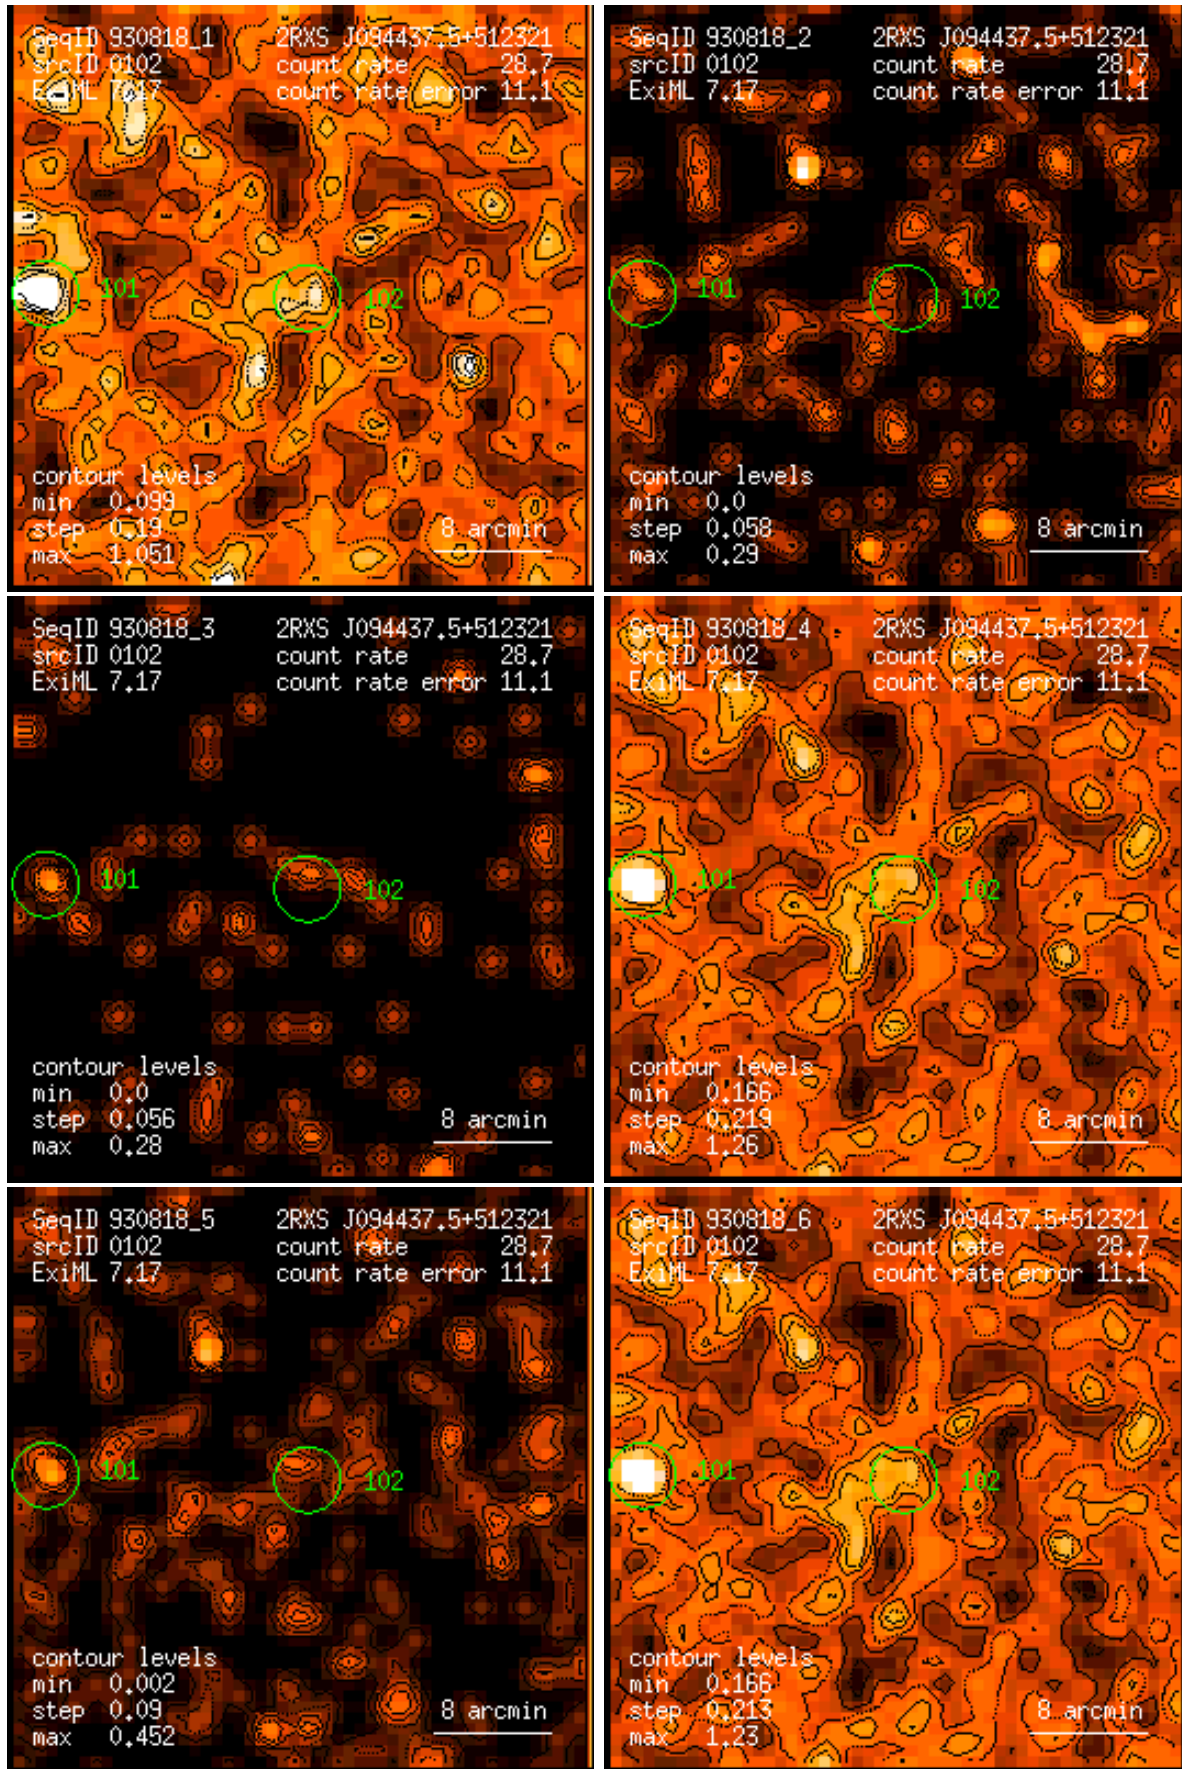 SeqID 930818_1 2RXS J094437.5+512321
srcID 0102 count rate 28.7
ExiML 7.17 count rate error 11.1
101
102
contour levels
min 0.099
step 0.19 8 arcmin
max 1.051
SeqID 930818_2 2RXS J094437.5+512321
srcID 0102 count rate 28.7
ExiML 7.17 count rate error 11.1
101
102
contour levels
min 0.0
step 0.058 8 arcmin
max 0.29
SeqID 930818_3 2RXS J094437.5+512321
srcID 0102 count rate 28.7
ExiML 7.17 count rate error 11.1
101
102
contour levels
min 0.0
step 0.056 8 arcmin
max 0.28
SeqID 930818_4 2RXS J094437.5+512321
srcID 0102 count rate 28.7
ExiML 7.17 count rate error 11.1
101
102
contour levels
min 0.166
step 0.219 8 arcmin
max 1.26
SeqID 930818_5 2RXS J094437.5+512321
srcID 0102 count rate 28.7
ExiML 7.17 count rate error 11.1
101
102
contour levels
min 0.002
step 0.09 8 arcmin
max 0.452
SeqID 930818_6 2RXS J094437.5+512321
srcID 0102 count rate 28.7
ExiML 7.17 count rate error 11.1
101
102
contour levels
min 0.166
step 0.213 8 arcmin
max 1.23